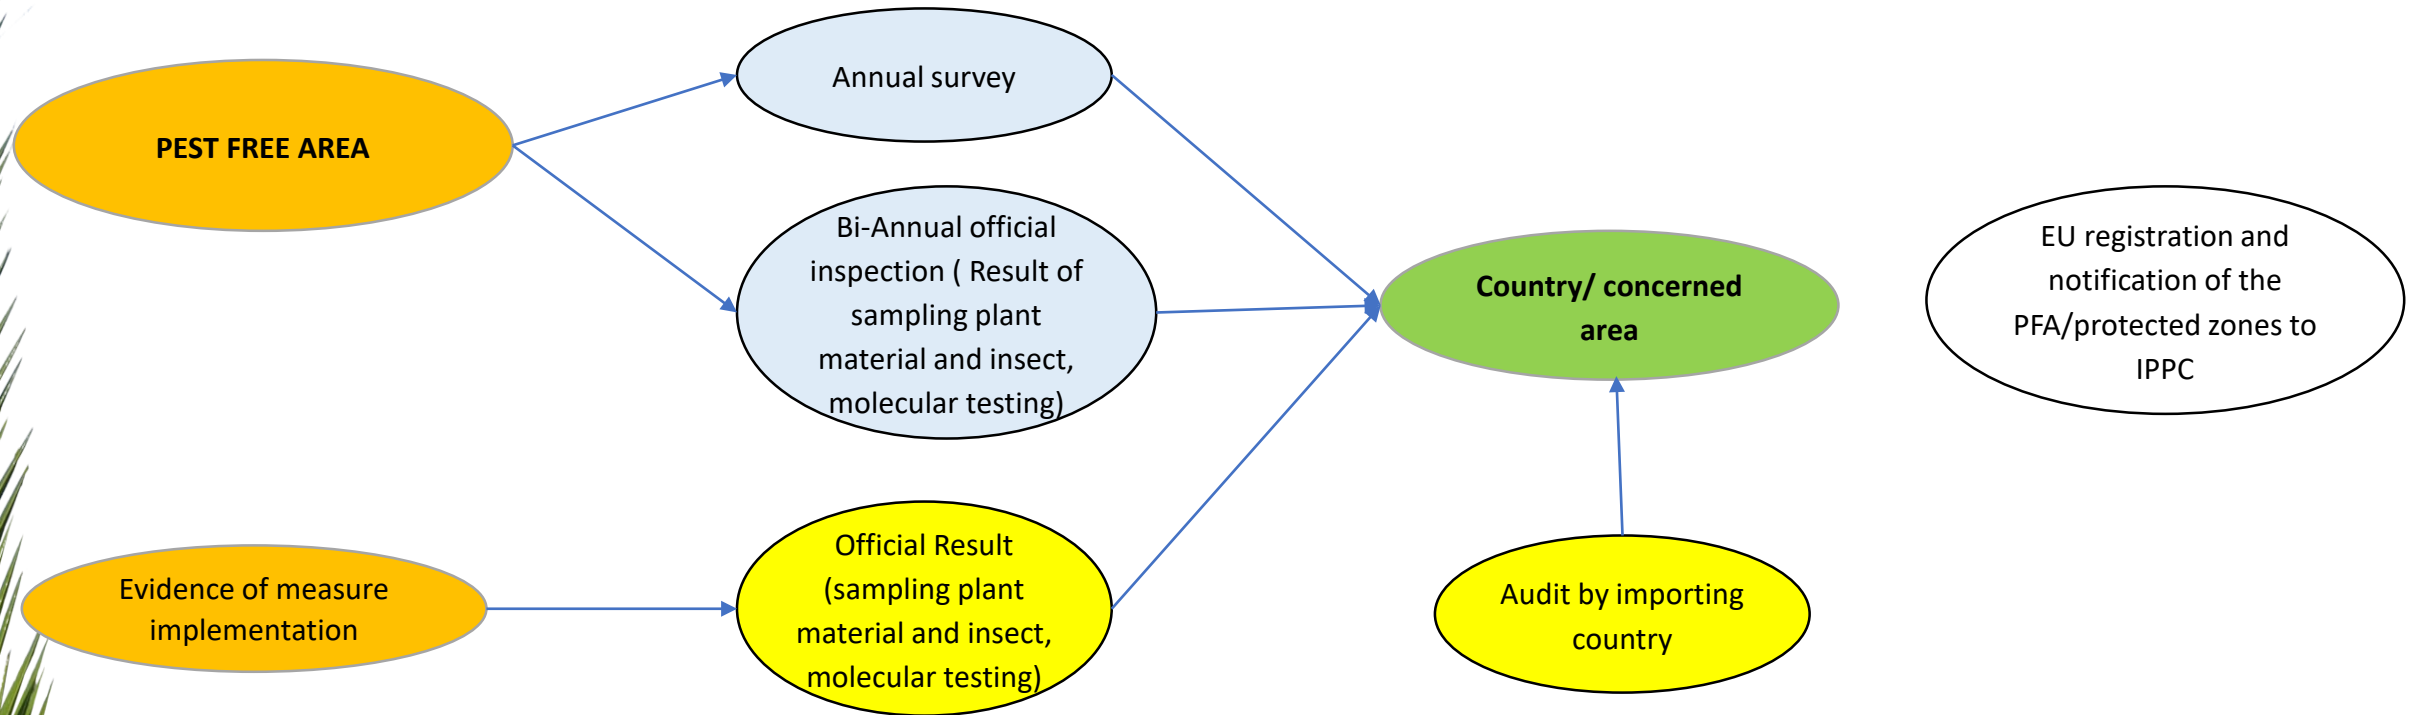 PEST FREE AREA
Annual survey
Bi-Annual official
inspection ( Result of
sampling plant
material and insect,
molecular testing)
Country/ concerned
area
EU registration and
notification of the
PFA/protected zones to
IPPC
Evidence of measure
implementation
Official Result
(sampling plant
material and insect,
molecular testing)
Audit by importing
country